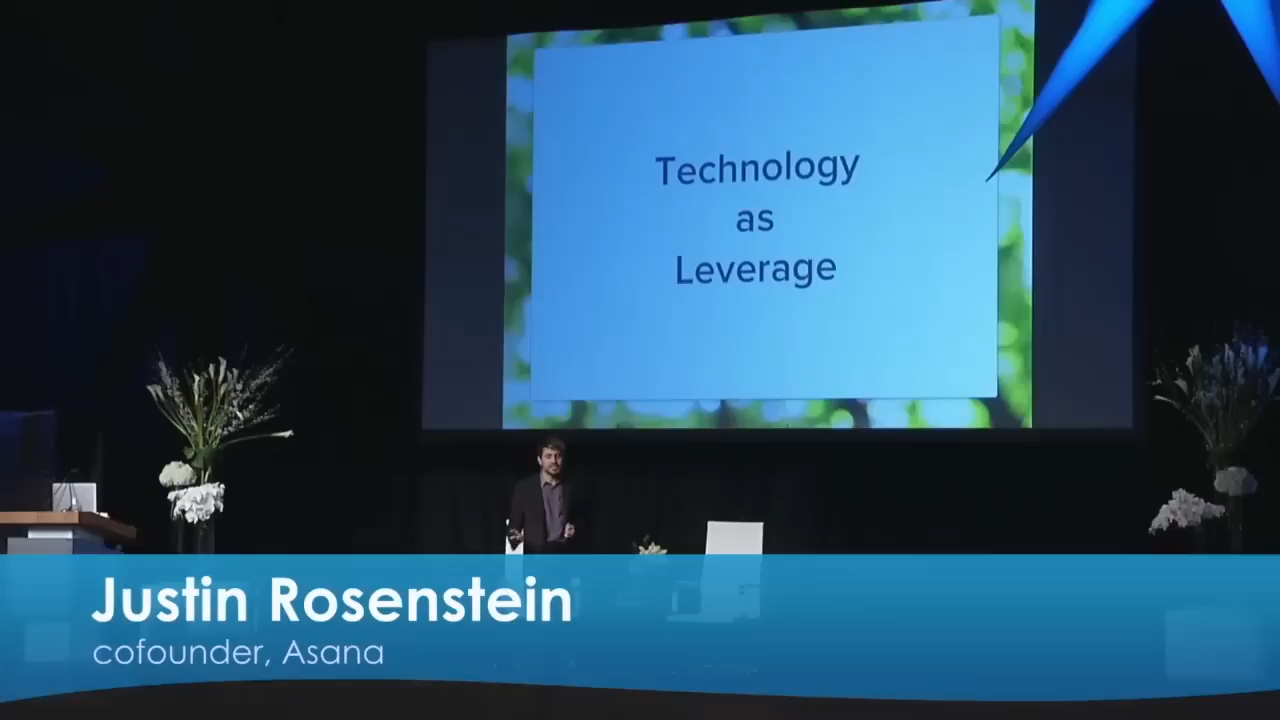 Technology
as
Leverage
Justin Rosenstein
cofounder, Asana